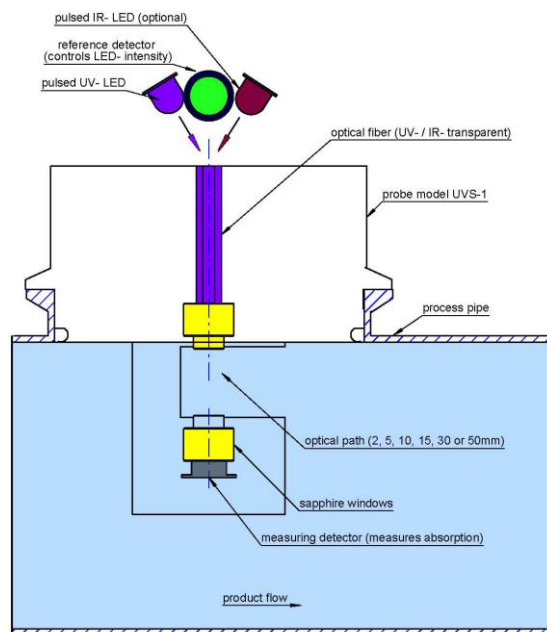 pulsed IR- LED (optional)
reference detector
(controls LED- intensity)
pulsed UV- LED
optical fiber (UV- / IR- transparent)
probe model UVS-1
process pipe
optical path (2, 5, 10, 15, 30 or 50mm)
sapphire windows
measuring detector (measures absorption)
product flow